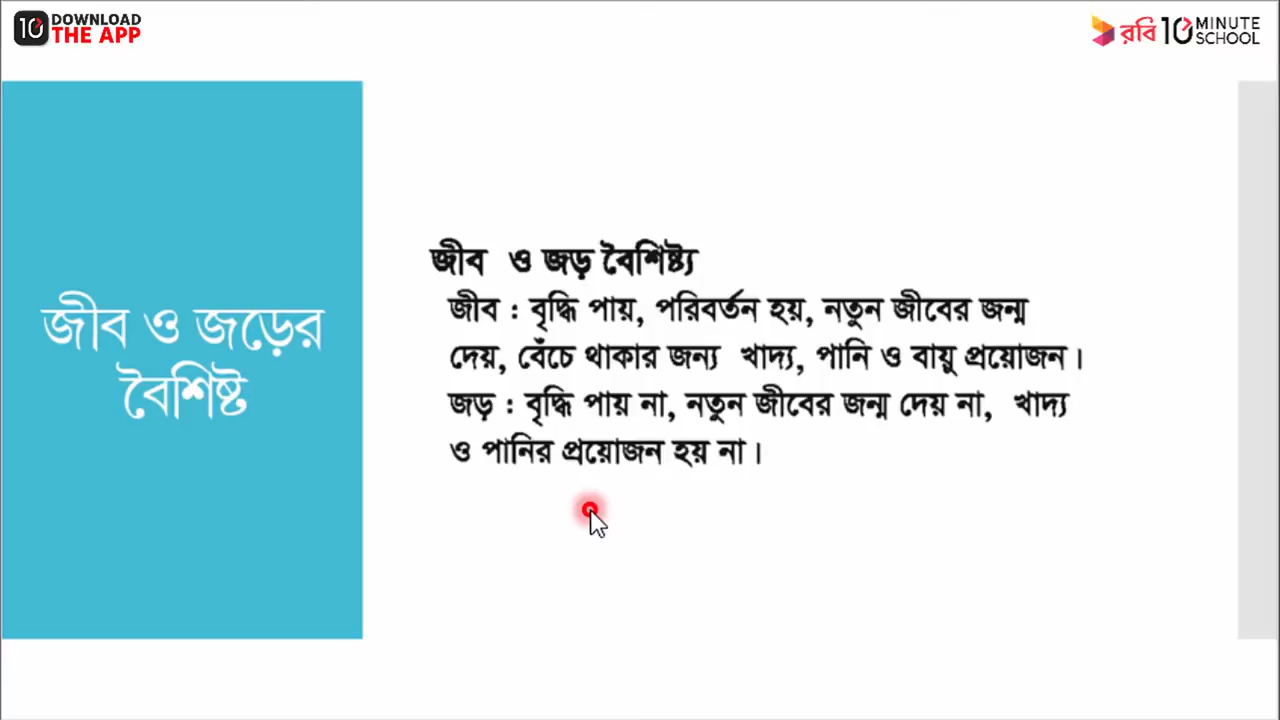 DOWNLOAD
THE APP
রবি 10 MINUTE
SCHOOL
জীব ও জড়ের
বৈশিষ্ট
জীব ও জড় বৈশিষ্ট্য
জীব : বৃদ্ধি পায়, পরিবর্তন হয়, নতুন জীবের জন্ম
দেয়, বেঁচে থাকার জন্য খাদ্য, পানি ও বায়ু প্রয়োজন।
জড় : বৃদ্ধি পায় না, নতুন জীবের জন্ম দেয় না, খাদ্য
ও পানির প্রয়োজন হয় না।